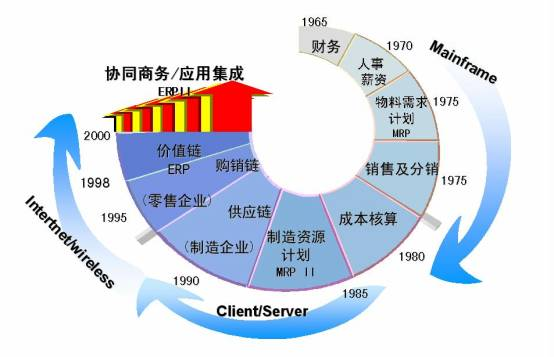 1965
财务
1970
人事
薪资
Mainframe
1975
物料需求
计划
MRP
1975
销售及分销
1980
成本核算
1985
制造资源
计划
MRP II
Client/Server
1990
供应链
(制造企业)
1995
购销链
(零售企业)
1998
价值链
ERP
2000
Intertnet/wireless
协同商务/应用集成
ERPII